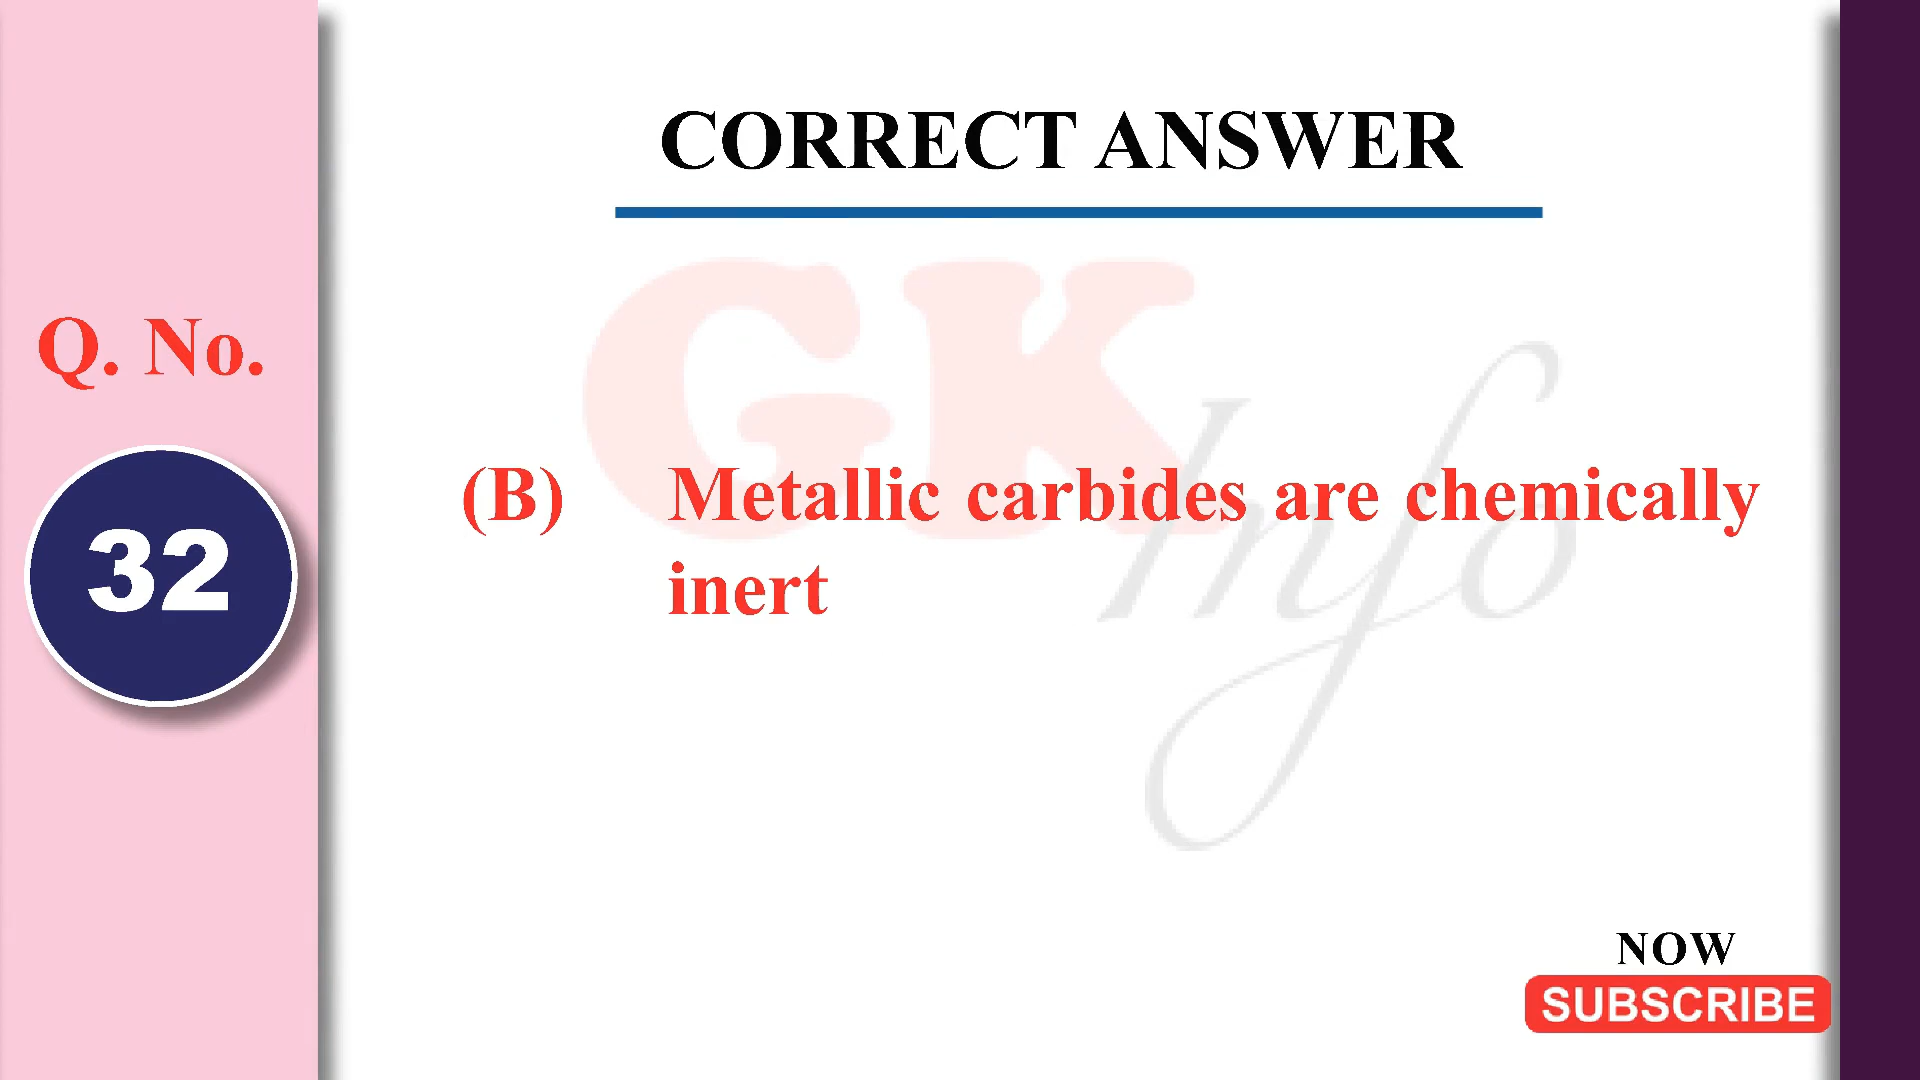 CORRECT ANSWER
GK Info
Q. No.
32
(B) Metallic carbides are chemically
inert
NOW
SUBSCRIBE